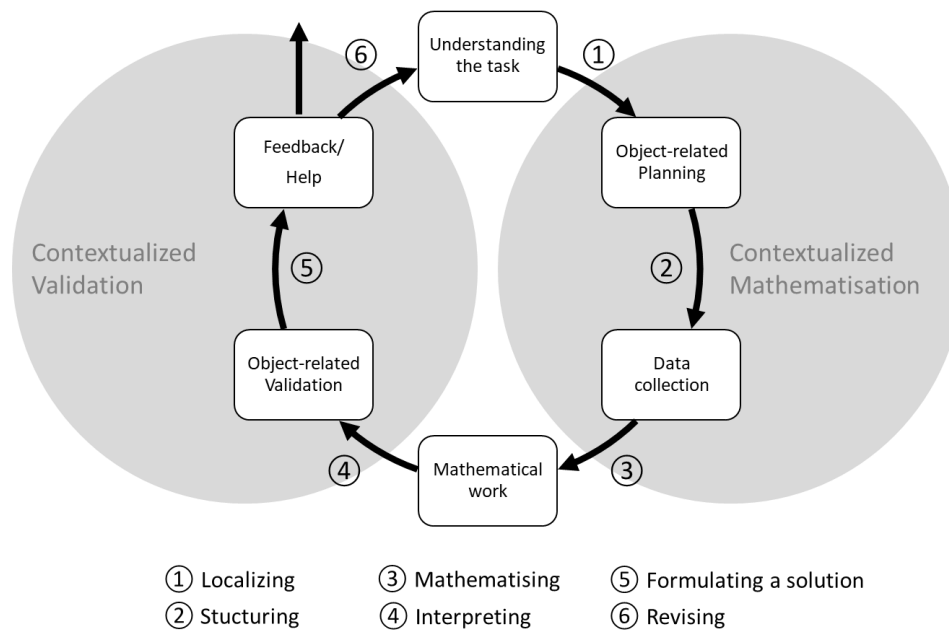 Understanding
the task
⑥
①
Feedback/
Help
Object-related
Planning
Contextualized
Validation
⑤
②
Contextualized
Mathematisation
Object-related
Validation
Data
collection
④
Mathematical
work
③
① Localizing
③ Mathematising
⑤ Formulating a solution
② Stucturing
④ Interpreting
⑥ Revising